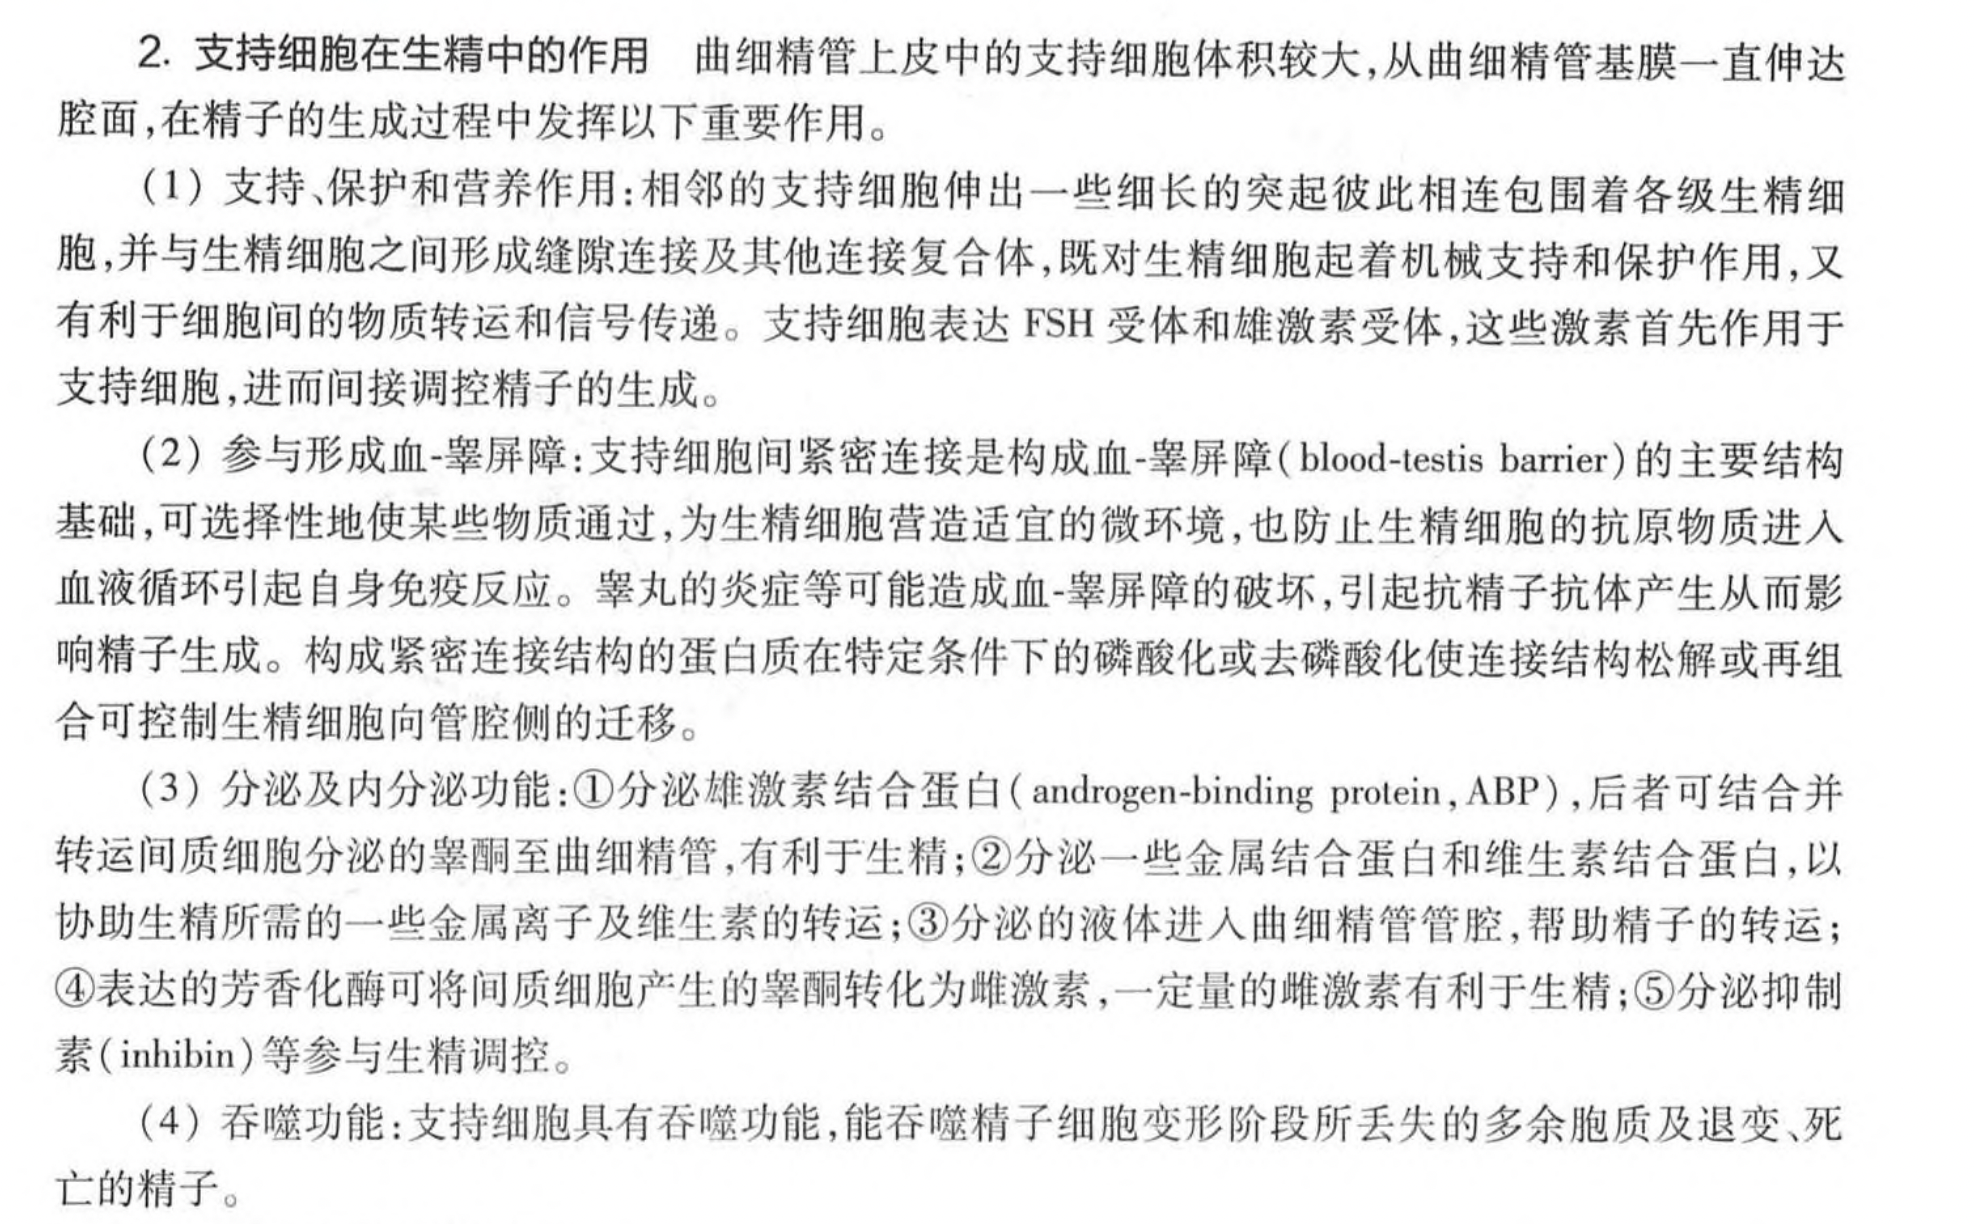 2. 支持细胞在生精中的作用　曲细精管上皮中的支持细胞体积较大,从曲细精管基膜一直伸达
腔面,在精子的生成过程中发挥以下重要作用。
(1) 支持、保护和营养作用:相邻的支持细胞伸出一些细长的突起彼此相连包围着各级生精细
胞,并与生精细胞之间形成缝隙连接及其他连接复合体,既对生精细胞起着机械支持和保护作用,又
有利于细胞间的物质转运和信号传递。支持细胞表达 FSH 受体和雄激素受体,这些激素首先作用于
支持细胞,进而间接调控精子的生成。
(2) 参与形成血-睾屏障:支持细胞间紧密连接是构成血-睾屏障(blood-testis barrier)的主要结构
基础,可选择性地使某些物质通过,为生精细胞营造适宜的微环境,也防止生精细胞的抗原物质进入
血液循环引起自身免疫反应。睾丸的炎症等可能造成血-睾屏障的破坏,引起抗精子抗体产生从而影
响精子生成。构成紧密连接结构的蛋白质在特定条件下的磷酸化或去磷酸化使连接结构松解或再组
合可控制生精细胞向管腔侧的迁移。
(3) 分泌及内分泌功能:①分泌雄激素结合蛋白(androgen-binding protein,ABP),后者可结合并
转运间质细胞分泌的睾酮至曲细精管,有利于生精;②分泌一些金属结合蛋白和维生素结合蛋白,以
协助生精所需的一些金属离子及维生素的转运;③分泌的液体进入曲细精管管腔,帮助精子的转运;
④表达的芳香化酶可将间质细胞产生的睾酮转化为雌激素,一定量的雌激素有利于生精;⑤分泌抑制
素(inhibin)等参与生精调控。
(4) 吞噬功能:支持细胞具有吞噬功能,能吞噬精子细胞变形阶段所丢失的多余胞质及退变、死
亡的精子。